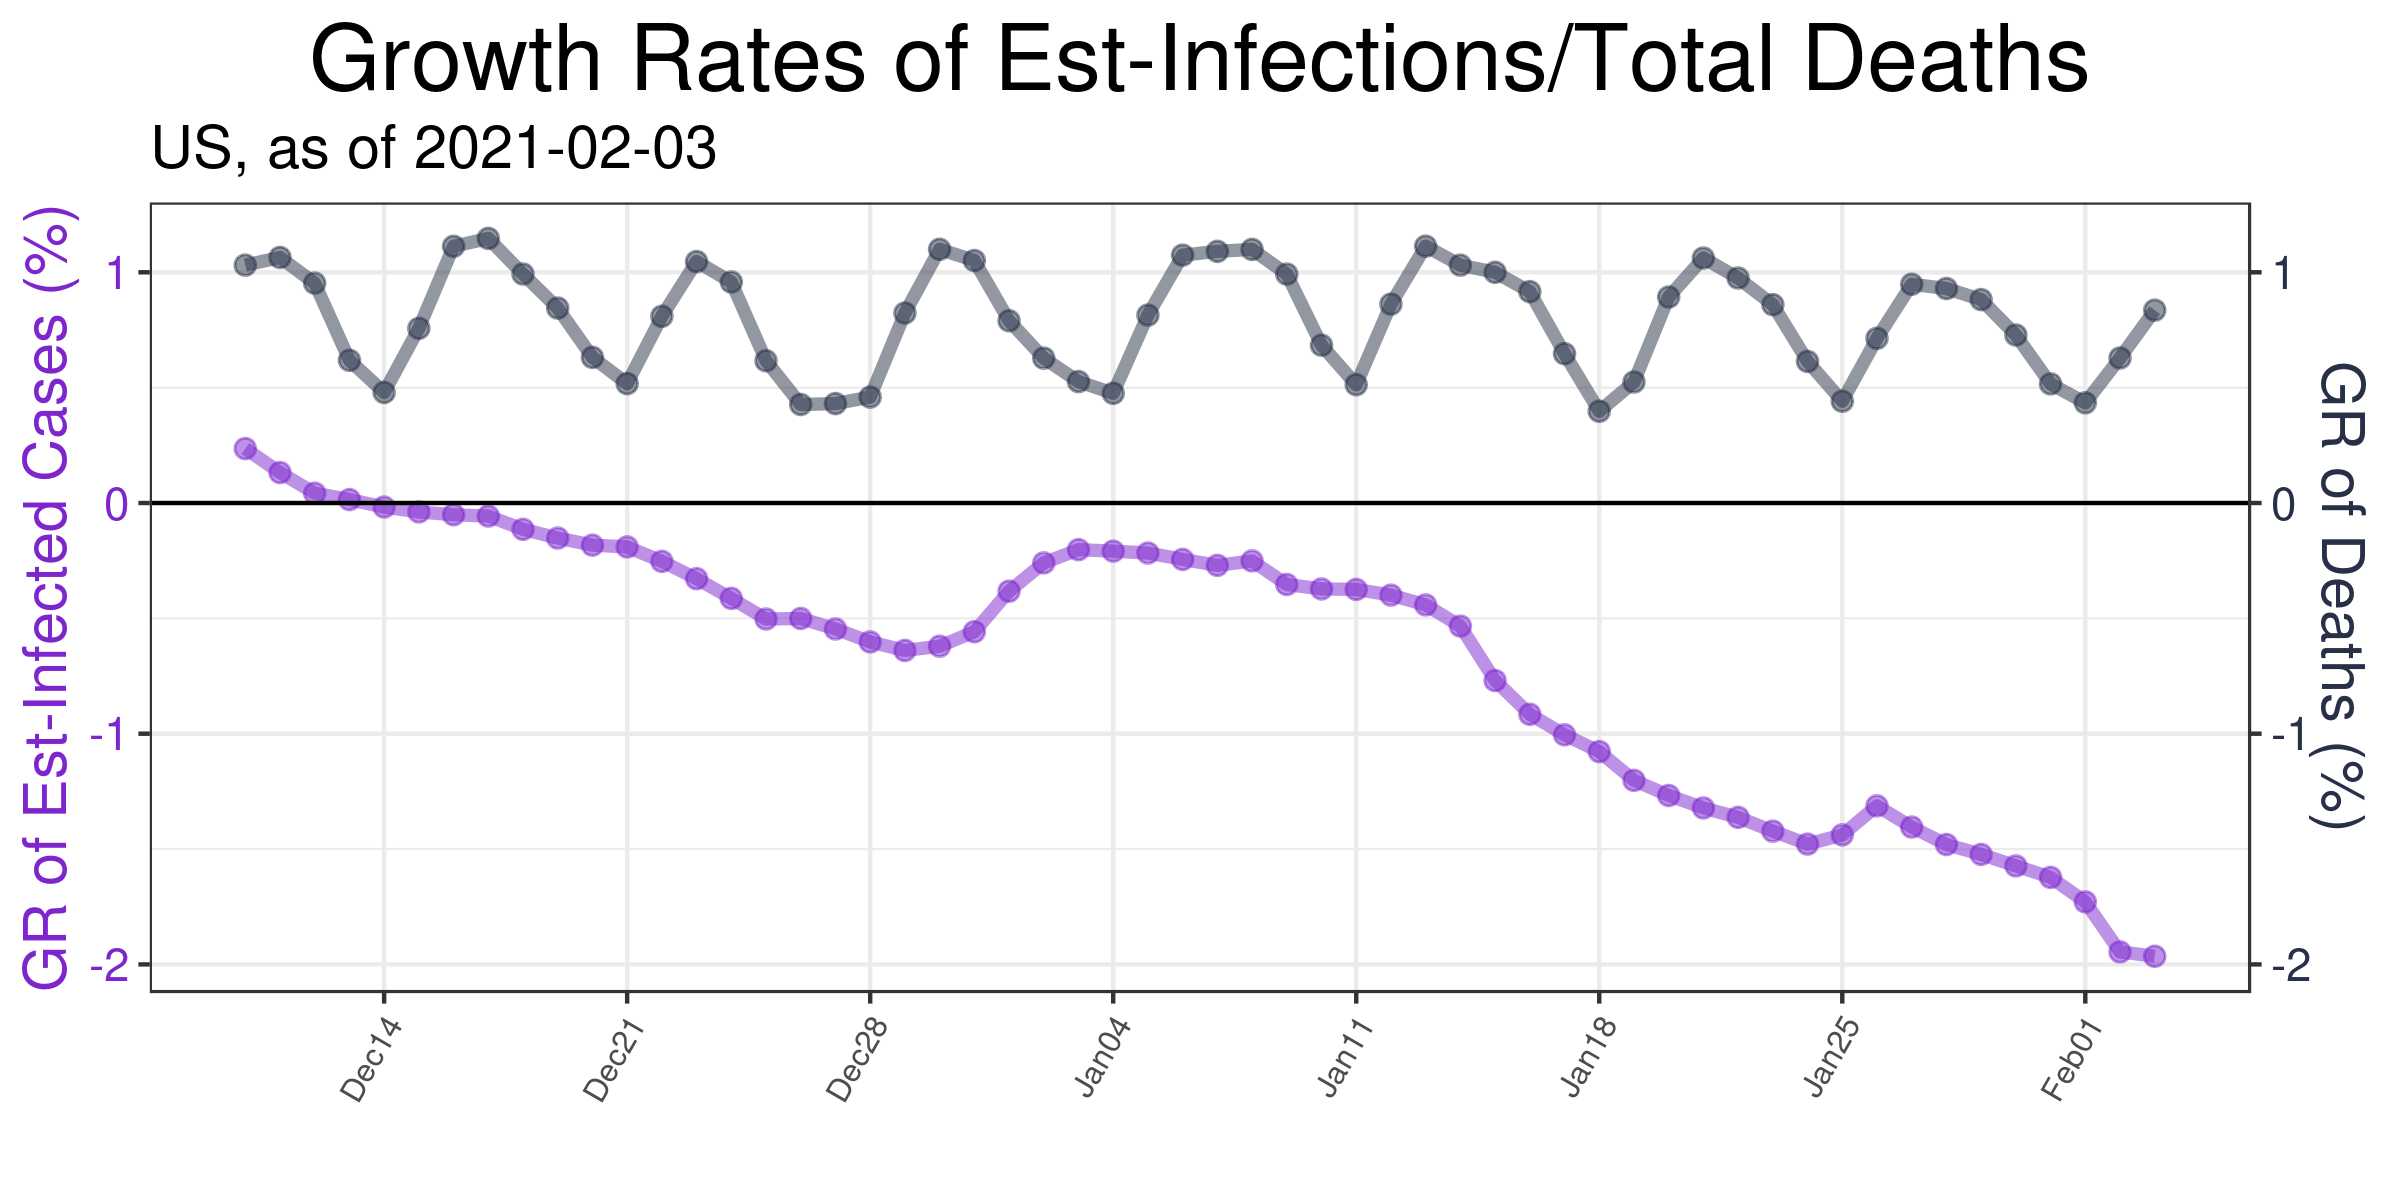 Growth Rates of Est-Infections/Total Deaths
US, as of 2021-02-03
GR of Est-Infected Cases (%)
1
0
-1
-2
1
0
-1
-2
GR of Deaths (%)
Dec14
Dec21
Dec28
Jan04
Jan11
Jan18
Jan25
Feb01